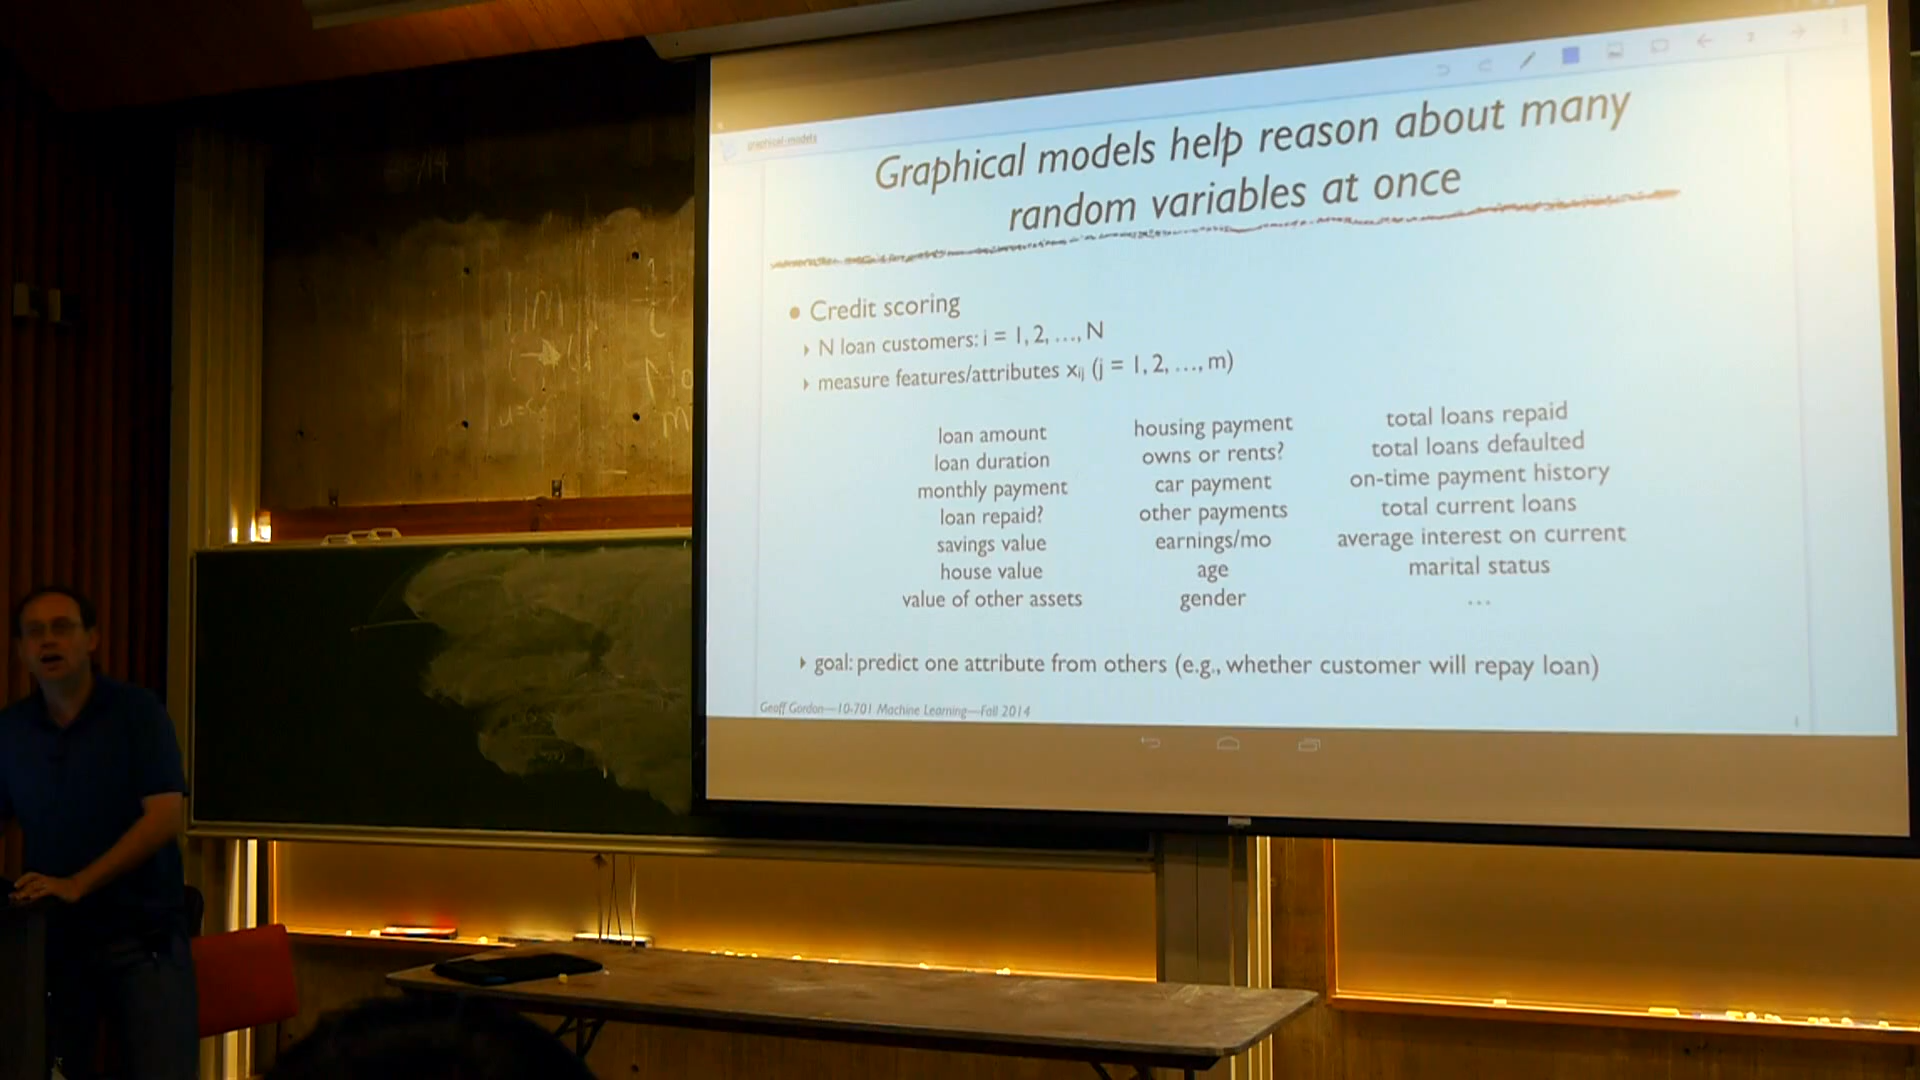 graphical-models
Graphical models help reason about many
random variables at once
• Credit scoring
‣ N loan customers: i = 1, 2, …, N
‣ measure features/attributes xᵢⱼ (j = 1, 2, …, m)
loan amount
loan duration
monthly payment
loan repaid?
savings value
house value
value of other assets
housing payment
owns or rents?
car payment
other payments
earnings/mo
age
gender
total loans repaid
total loans defaulted
on-time payment history
total current loans
average interest on current
marital status
…
‣ goal: predict one attribute from others (e.g., whether customer will repay loan)
Geoff Gordon—10-701 Machine Learning—Fall 2014
lim